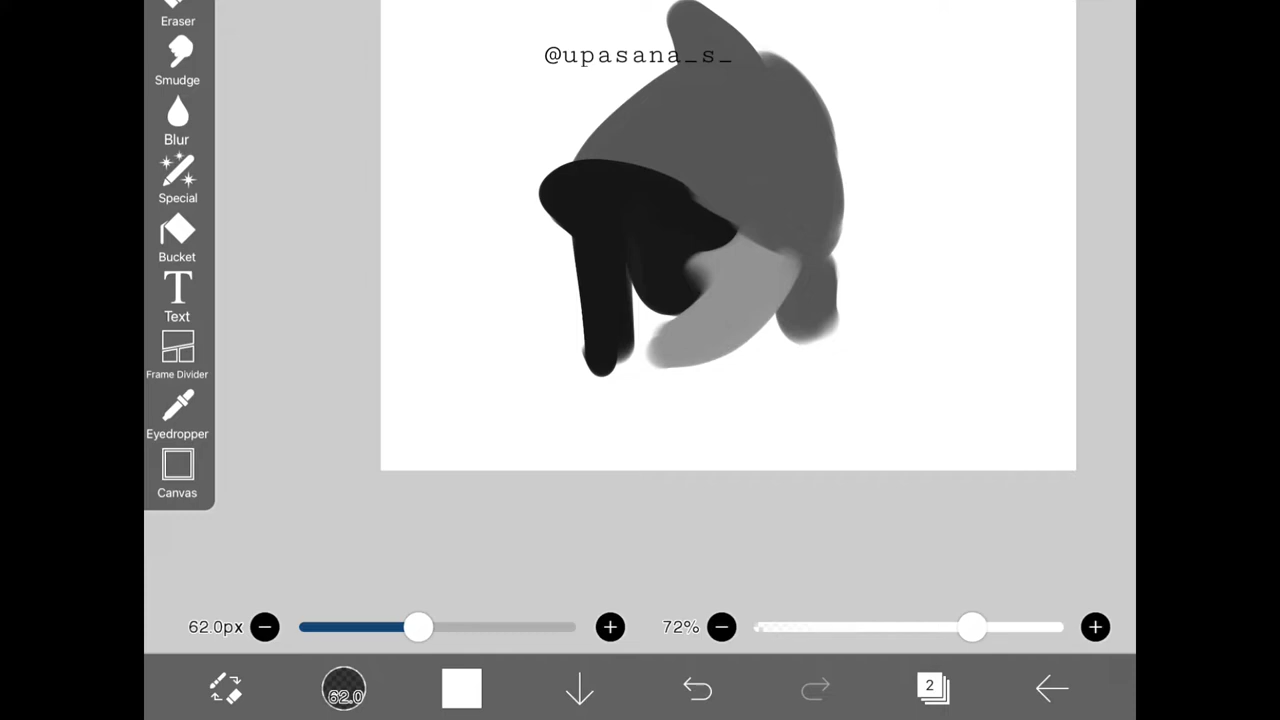 Eraser
@upasana_s_
Smudge
Blur
Special
Bucket
T
Text
Frame Divider
Eyedropper
Canvas
62.0px
72%
62.0
2